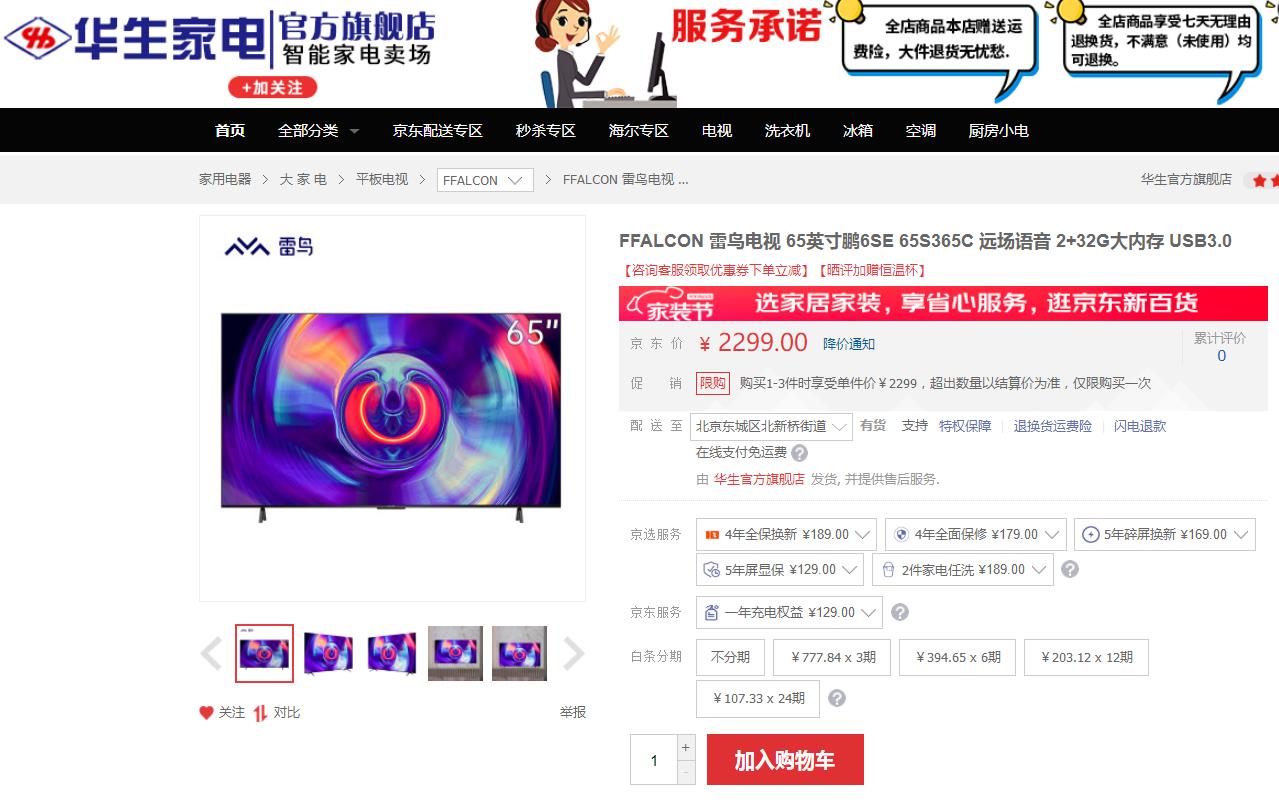 华生家电
官方旗舰店
智能家电卖场
+加关注
服务承诺
全店商品本店赠送运
费险，大件退货无忧愁.
全店商品享受七天无理由
退换货，不满意（未使用）均
可退换。
首页 全部分类 京东配送专区 秒杀专区 海尔专区 电视 洗衣机 冰箱 空调 厨房小电
家用电器 > 大 家 电 > 平板电视 > FFALCON > FFALCON 雷鸟电视 ... 华生官方旗舰店
雷鸟
65"
FFALCON 雷鸟电视 65英寸鹏6SE 65S365C 远场语音 2+32G大内存 USB3.0
【咨询客服领取优惠券下单立减】【晒评加赠恒温杯】
家装节 选家居家装，享省心服务，逛京东新百货
京 东 价 ￥ 2299.00 降价通知 累计评价
0
促 销 限购 购买1-3件时享受单件价￥2299，超出数量以结算价为准，仅限购买一次
配 送 至 北京东城区北新桥街道 有货 支持 特权保障 退换货运费险 闪电退款
在线支付免运费 ?
由 华生官方旗舰店 发货, 并提供售后服务.
京选服务 4年全保换新 ¥189.00 4年全面保修 ¥179.00 5年碎屏换新 ¥169.00
5年屏显保 ¥129.00 2件家电任洗 ¥189.00 ?
京东服务 一年充电权益 ¥129.00 ?
白条分期 不分期 ￥777.84 x 3期 ￥394.65 x 6期 ￥203.12 x 12期
￥107.33 x 24期 ?
关注 对比 举报
1 + -
加入购物车